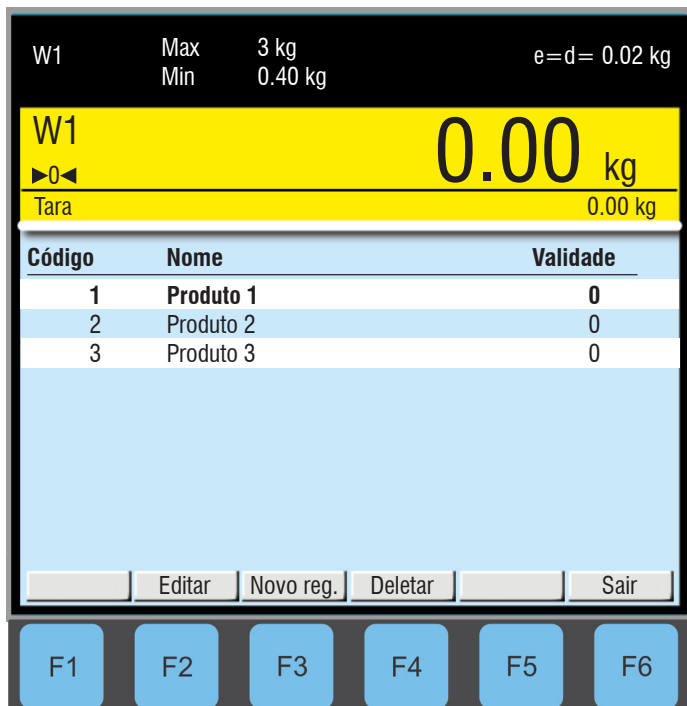 W1 Max 3 kg e=d= 0.02 kg
Min 0.40 kg
W1 0.00 kg
►0◄
Tara 0.00 kg
Código Nome Validade
1 Produto 1 0
2 Produto 2 0
3 Produto 3 0
Editar Novo reg. Deletar Sair
F1 F2 F3 F4 F5 F6